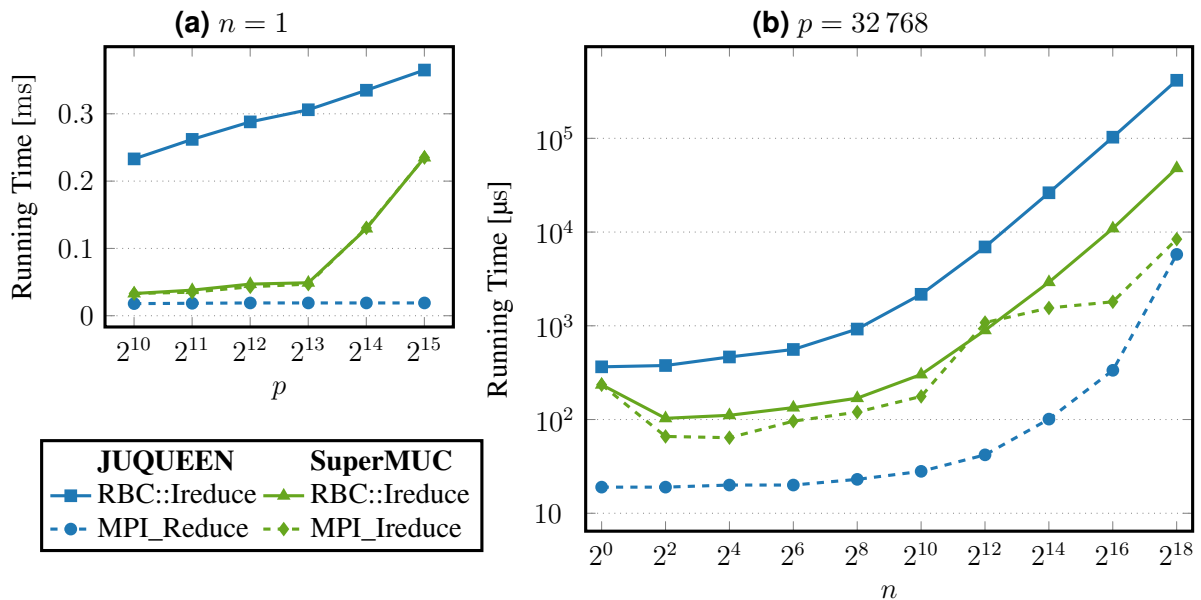 (a) n = 1
Running Time [ms]
0.3
0.2
0.1
0
2^10 2^11 2^12 2^13 2^14 2^15
p
JUQUEEN SuperMUC
RBC::Ireduce RBC::Ireduce
MPI_Reduce MPI_Ireduce
(b) p = 32 768
Running Time [µs]
10^5
10^4
10^3
10^2
10
2^0 2^2 2^4 2^6 2^8 2^10 2^12 2^14 2^16 2^18
n